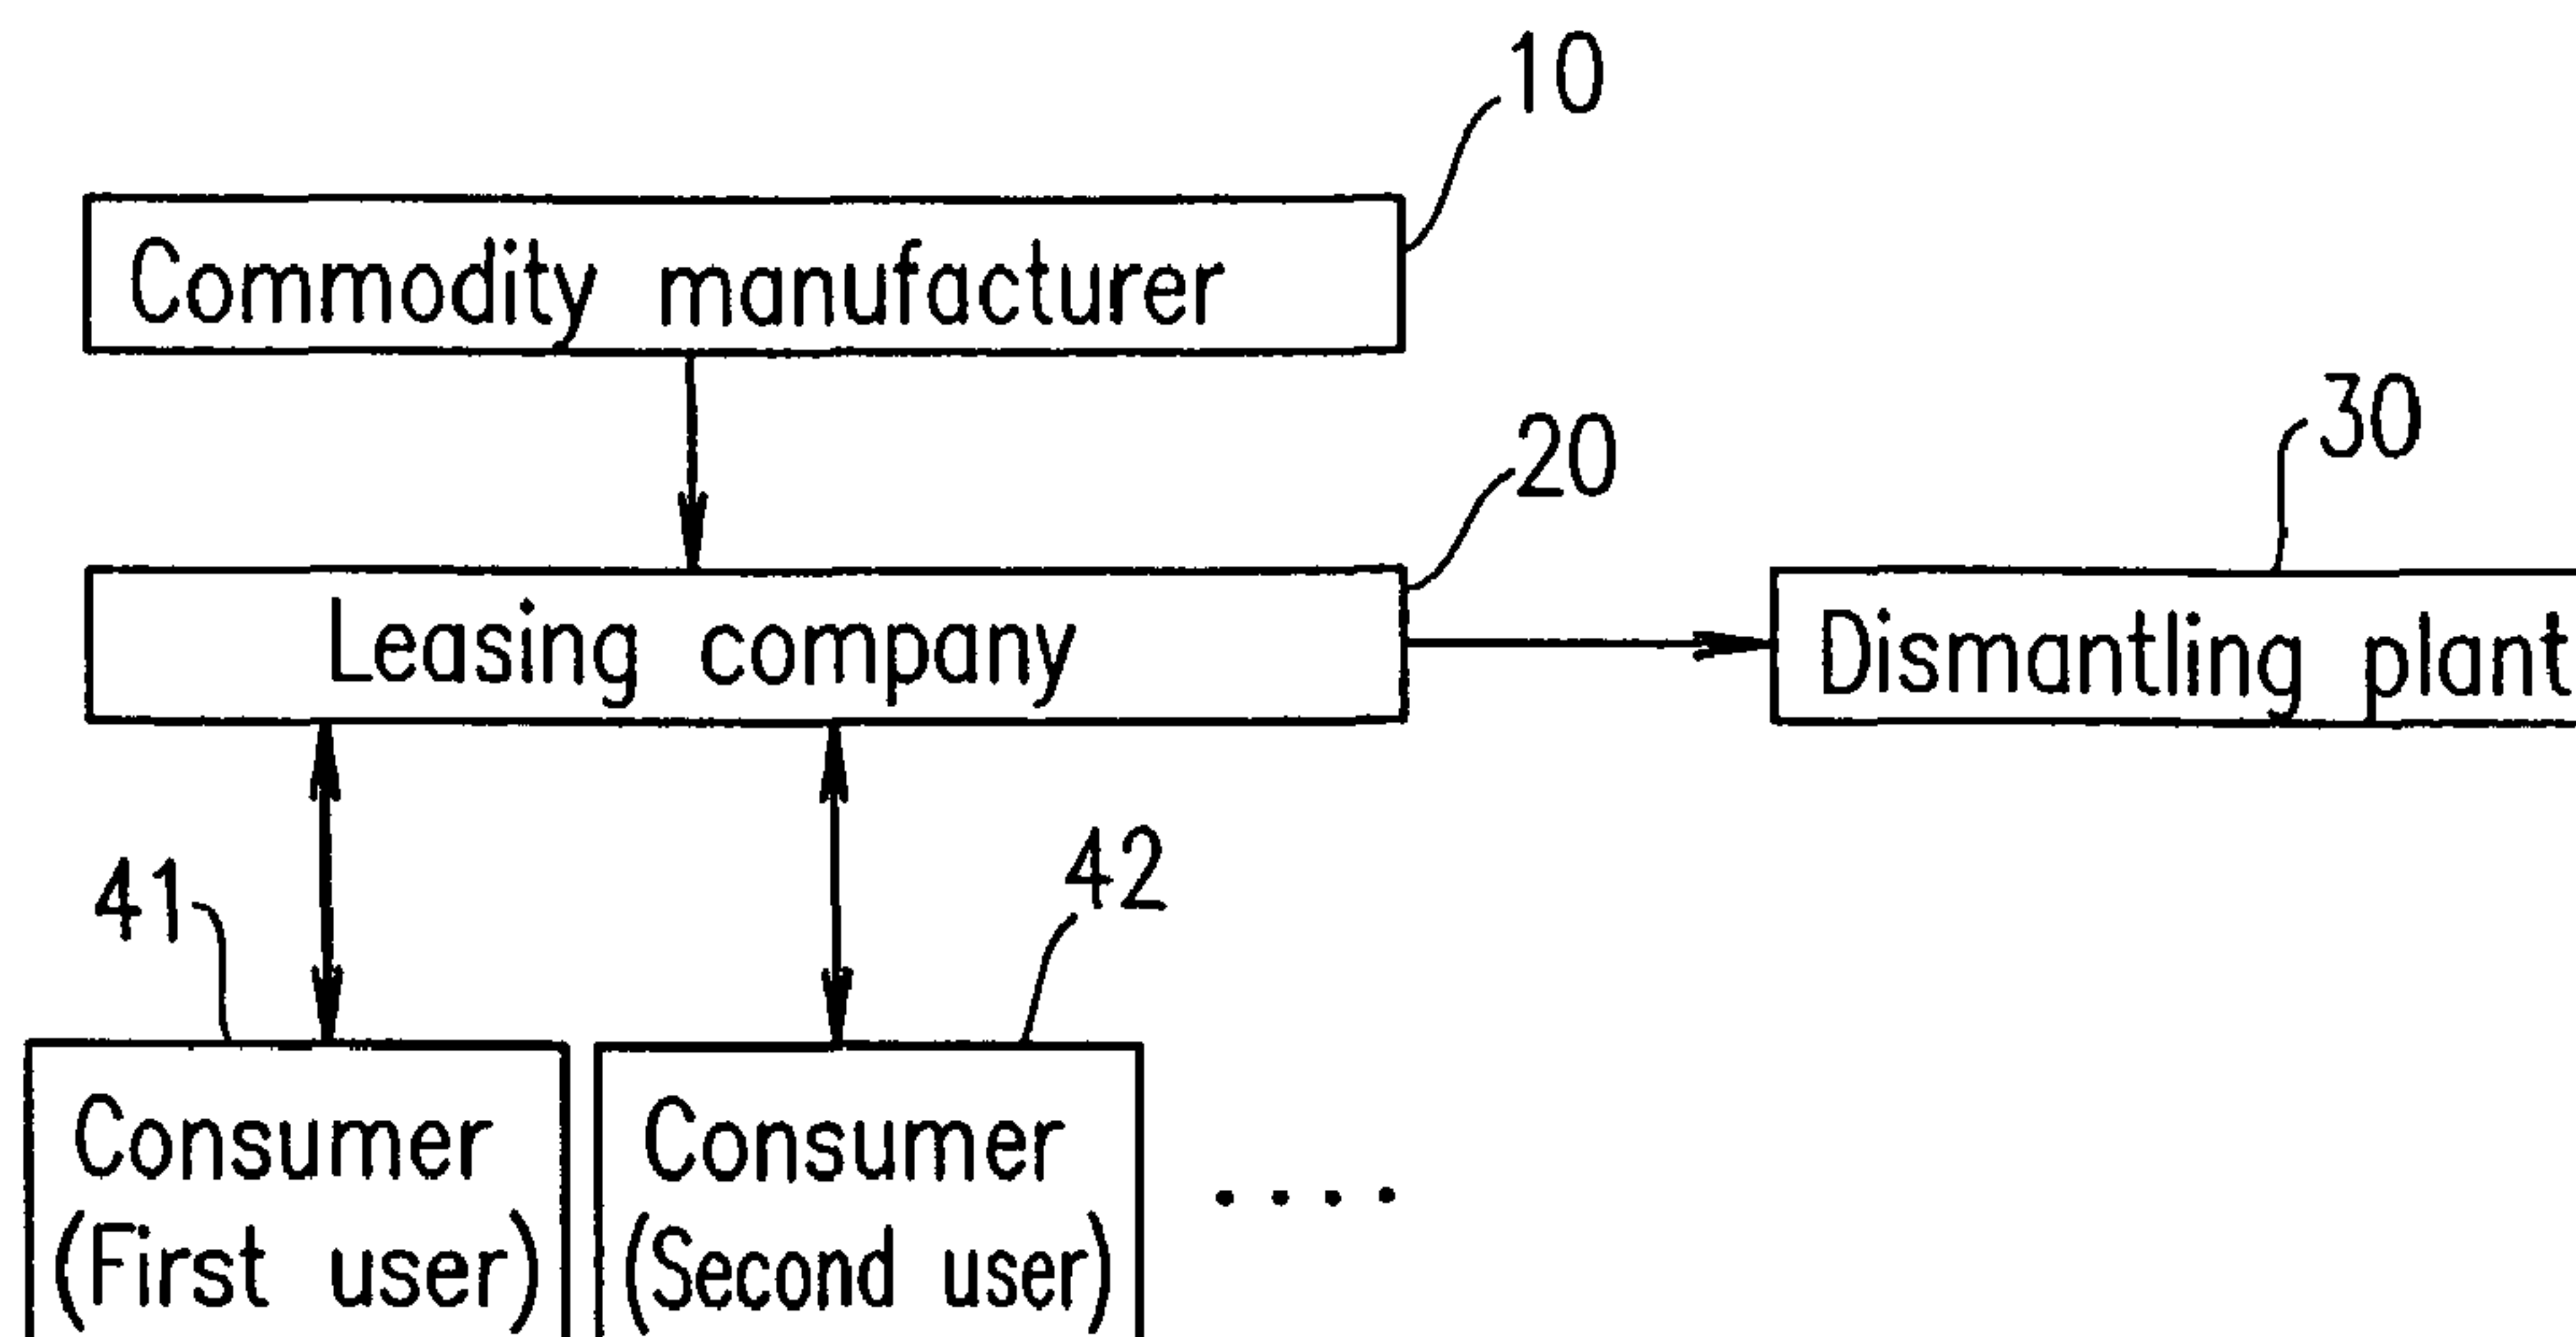 10
Commodity manufacturer
20
30
Leasing company
Dismantling plant
41
42
Consumer
(First user)
Consumer
(Second user)
....